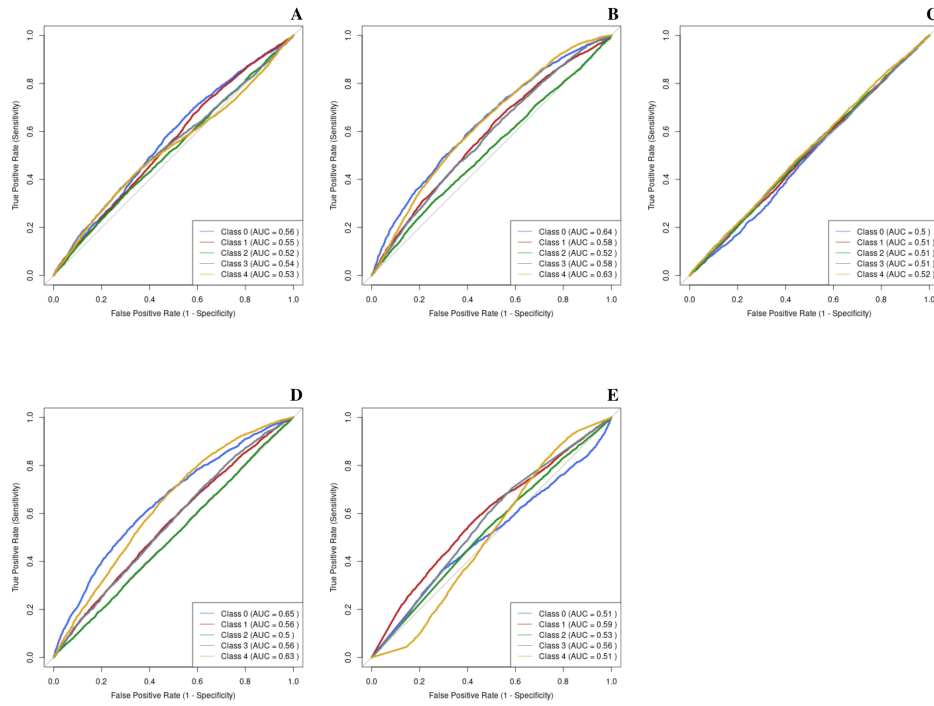 A
True Positive Rate (Sensitivity)
0.0 0.2 0.4 0.6 0.8 1.0
Class 0 (AUC = 0.56 )
Class 1 (AUC = 0.55 )
Class 2 (AUC = 0.52 )
Class 3 (AUC = 0.54 )
Class 4 (AUC = 0.53 )
0.0 0.2 0.4 0.6 0.8 1.0
False Positive Rate (1 - Specificity)
B
True Positive Rate (Sensitivity)
0.0 0.2 0.4 0.6 0.8 1.0
Class 0 (AUC = 0.64 )
Class 1 (AUC = 0.58 )
Class 2 (AUC = 0.52 )
Class 3 (AUC = 0.58 )
Class 4 (AUC = 0.63 )
0.0 0.2 0.4 0.6 0.8 1.0
False Positive Rate (1 - Specificity)
C
True Positive Rate (Sensitivity)
0.0 0.2 0.4 0.6 0.8 1.0
Class 0 (AUC = 0.5 )
Class 1 (AUC = 0.51 )
Class 2 (AUC = 0.51 )
Class 3 (AUC = 0.51 )
Class 4 (AUC = 0.52 )
0.0 0.2 0.4 0.6 0.8 1.0
False Positive Rate (1 - Specificity)
D
True Positive Rate (Sensitivity)
0.0 0.2 0.4 0.6 0.8 1.0
Class 0 (AUC = 0.65 )
Class 1 (AUC = 0.56 )
Class 2 (AUC = 0.5 )
Class 3 (AUC = 0.56 )
Class 4 (AUC = 0.63 )
0.0 0.2 0.4 0.6 0.8 1.0
False Positive Rate (1 - Specificity)
E
True Positive Rate (Sensitivity)
0.0 0.2 0.4 0.6 0.8 1.0
Class 0 (AUC = 0.51 )
Class 1 (AUC = 0.59 )
Class 2 (AUC = 0.53 )
Class 3 (AUC = 0.56 )
Class 4 (AUC = 0.51 )
0.0 0.2 0.4 0.6 0.8 1.0
False Positive Rate (1 - Specificity)